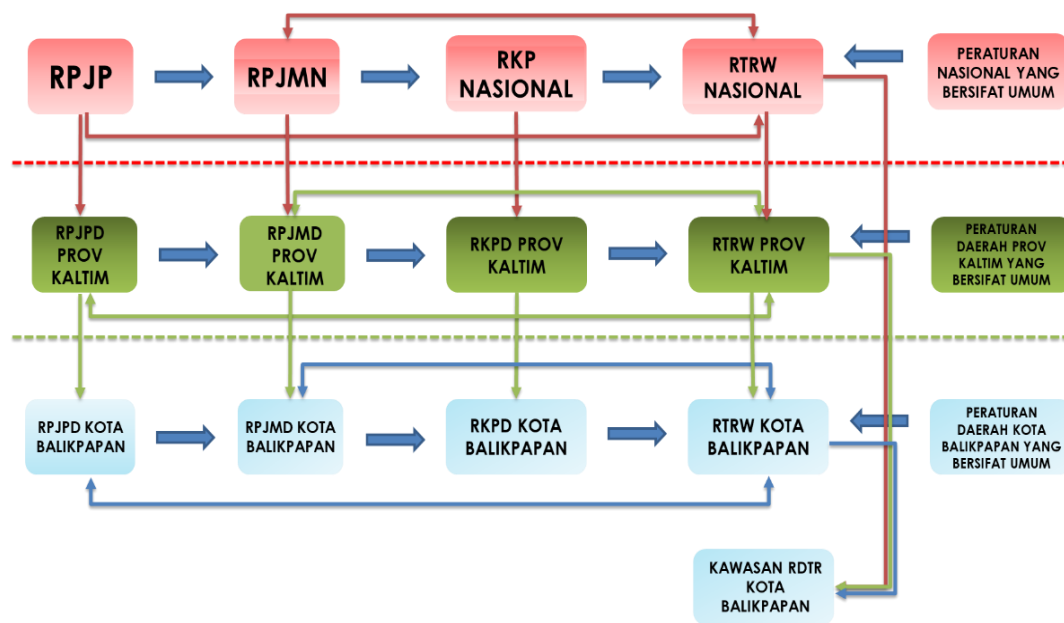 RPJP
RPJMN
RKP
NASIONAL
RTRW
NASIONAL
PERATURAN
NASIONAL YANG
BERSIFAT UMUM
RPJPD
PROV
KALTIM
RPJMD
PROV
KALTIM
RKPD PROV
KALTIM
RTRW PROV
KALTIM
PERATURAN
DAERAH PROV
KALTIM YANG
BERSIFAT UMUM
RPJPD KOTA
BALIKPAPAN
RPJMD KOTA
BALIKPAPAN
RKPD KOTA
BALIKPAPAN
RTRW KOTA
BALIKPAPAN
PERATURAN
DAERAH KOTA
BALIKPAPAN YANG
BERSIFAT UMUM
KAWASAN RDTR
KOTA
BALIKPAPAN